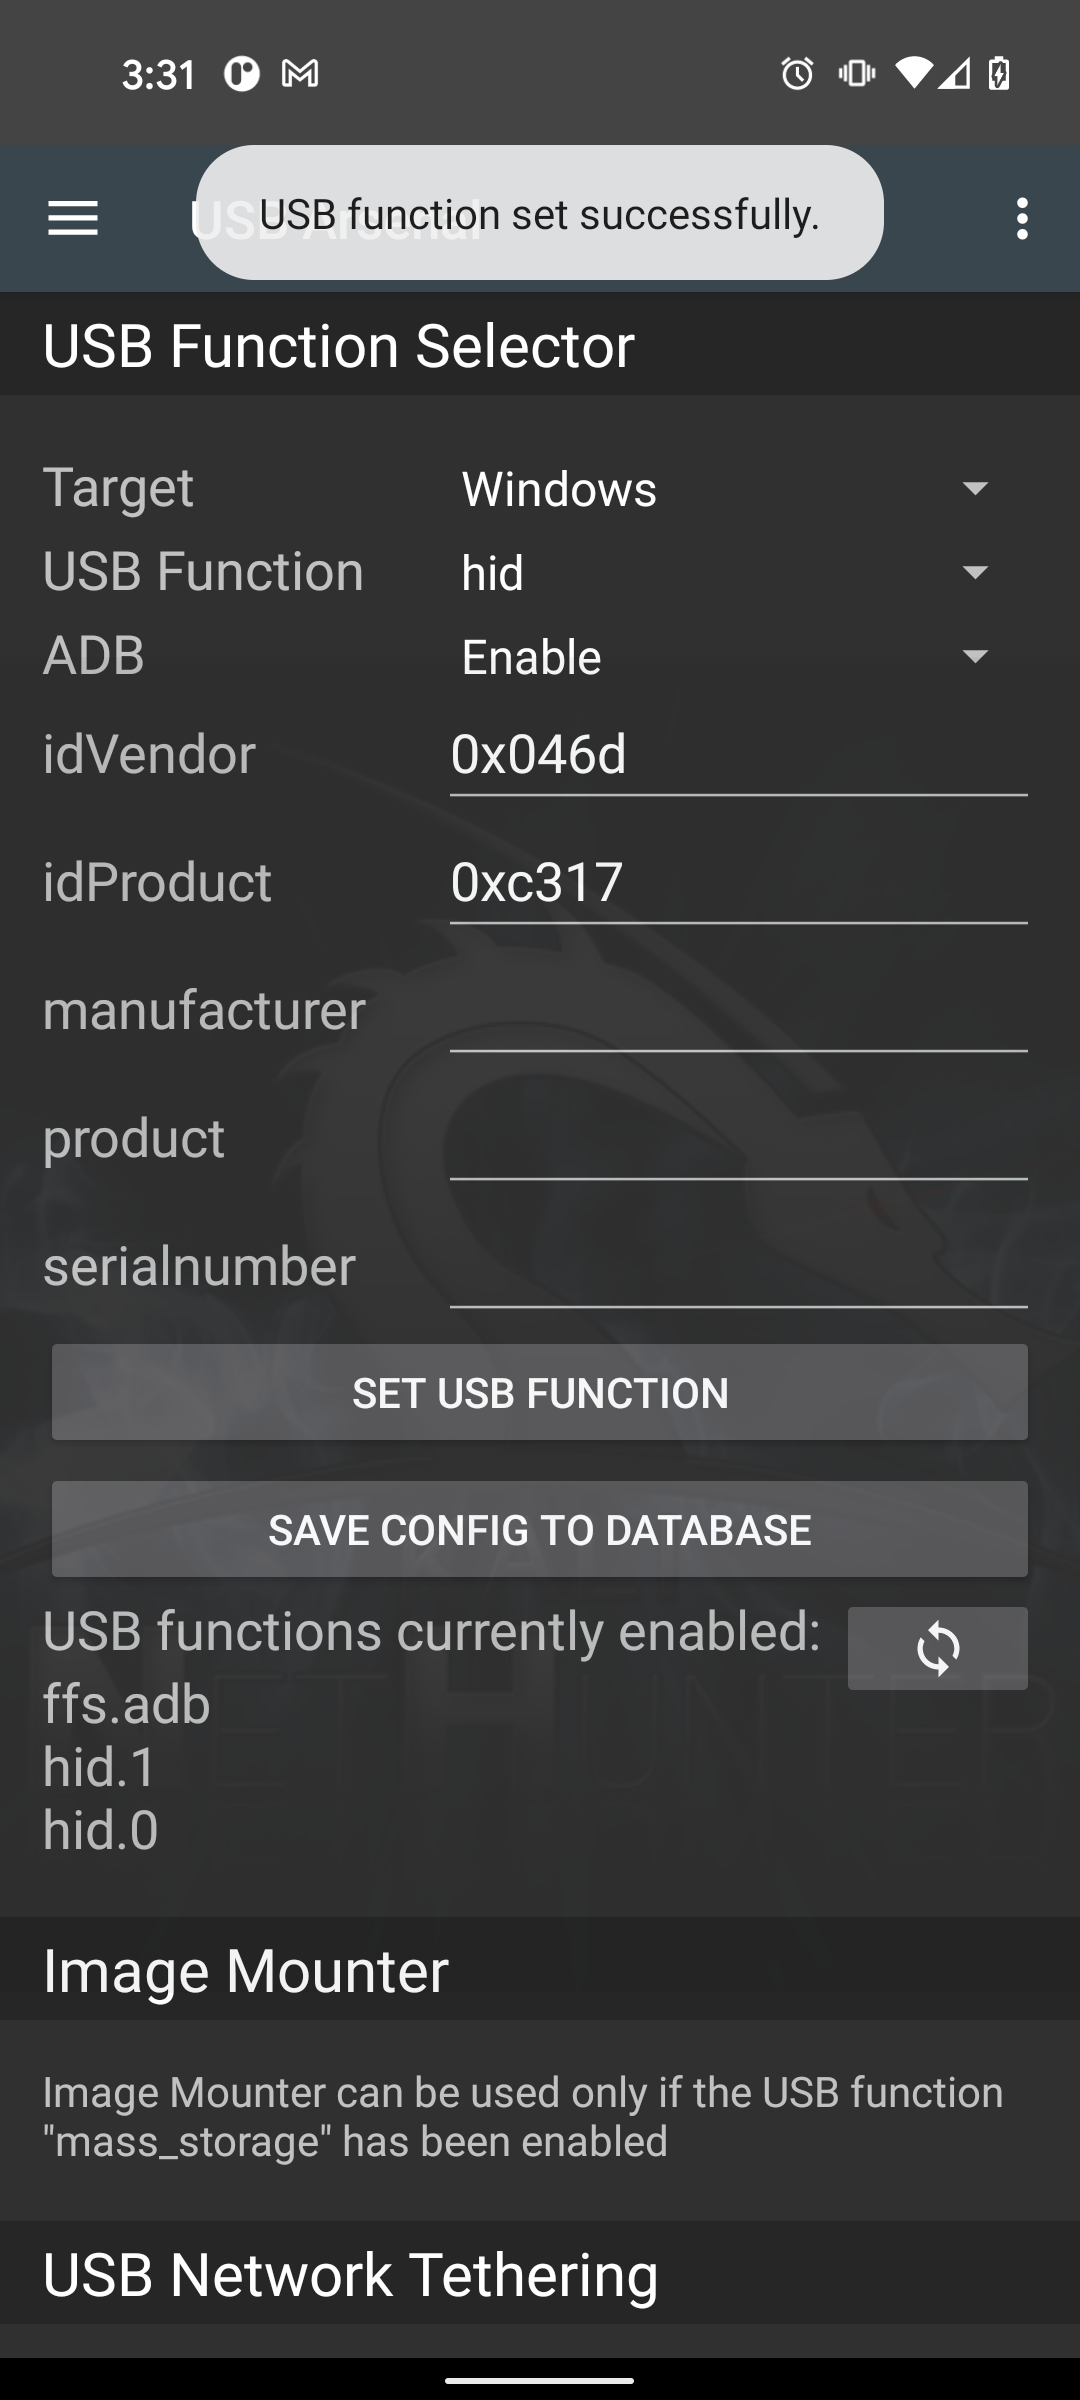 3:31
USB Arsenal
USB function set successfully.
USB Function Selector
Target Windows
USB Function hid
ADB Enable
idVendor 0x046d
idProduct 0xc317
manufacturer
product
serialnumber
SET USB FUNCTION
SAVE CONFIG TO DATABASE
KALI
USB functions currently enabled:
NETHUNTER
ffs.adb
hid.1
hid.0
Image Mounter
Image Mounter can be used only if the USB function
"mass_storage" has been enabled
USB Network Tethering